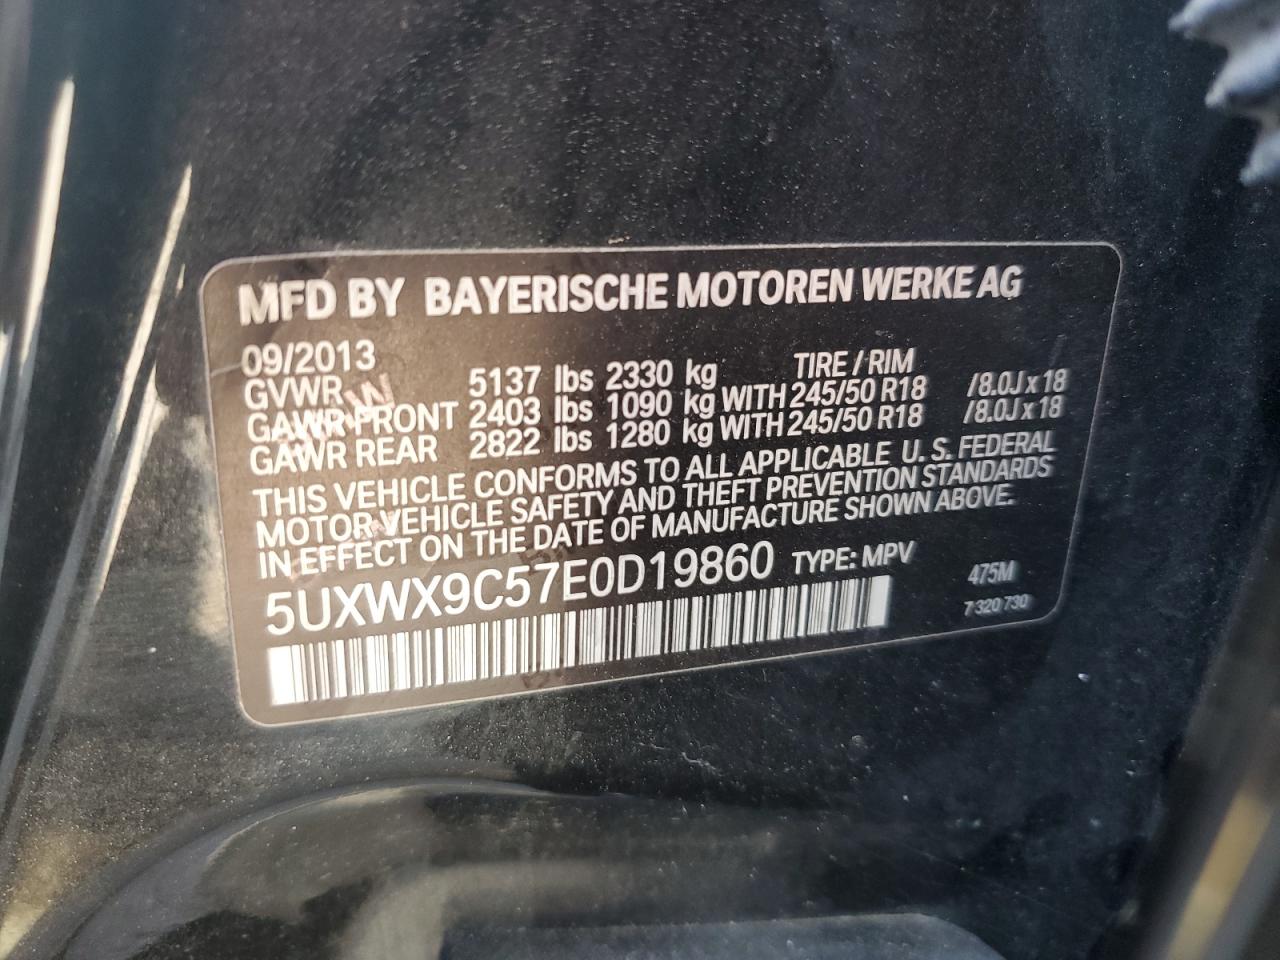 MFD BY BAYERISCHE MOTOREN WERKE AG
09/2013 TIRE / RIM
GVWR 5137 lbs 2330 kg
GAWR FRONT 2403 lbs 1090 kg WITH 245/50 R18 /8.0J x 18
GAWR REAR 2822 lbs 1280 kg WITH 245/50 R18 /8.0J x 18
THIS VEHICLE CONFORMS TO ALL APPLICABLE U.S. FEDERAL
MOTOR VEHICLE SAFETY AND THEFT PREVENTION STANDARDS
IN EFFECT ON THE DATE OF MANUFACTURE SHOWN ABOVE.
5UXWX9C57E0D19860 TYPE: MPV
475M
7 320 730